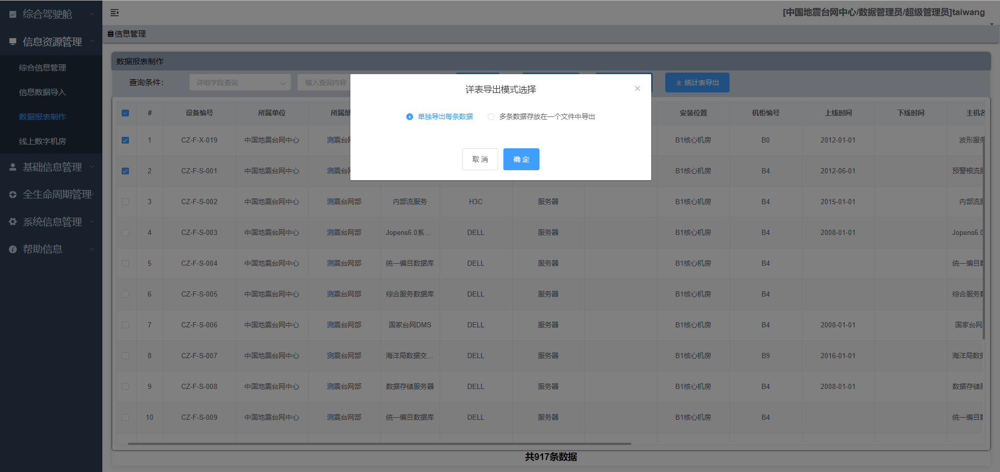 综合驾驶舱
信息资源管理
综合信息管理
信息数据导入
数据报表制作
线上数字机房
基础信息管理
全生命周期管理
系统信息管理
帮助信息
[中国地震台网中心/数据管理员/超级管理员]taiwang
信息管理
数据报表制作
查询条件: 详细字段查询 输入查询内容 统计表导出
详表导出模式选择
单独导出每条数据 多条数据存放在一个文件中导出
取 消 确 定
# 设备编号 所属单位 所属部 安装位置 机柜编号 上线时间 下线时间 主机名
1 CZ-F-X-019 中国地震台网中心 测震台网 B1核心机房 B0 2012-01-01 波形服务
2 CZ-F-S-001 中国地震台网中心 测震台网 B1核心机房 B4 2012-06-01 预警根流服
3 CZ-F-S-002 中国地震台网中心 测震台网部 内部流服务 H3C 服务器 B1核心机房 B4 2015-01-01 内部流服
4 CZ-F-S-003 中国地震台网中心 测震台网部 Jopens6.0系... DELL 服务器 B1核心机房 B4 2008-01-01 Jopens6.0
5 CZ-F-S-004 中国地震台网中心 测震台网部 统一编目数据库 DELL 服务器 B1核心机房 B4 统一编目数
6 CZ-F-S-005 中国地震台网中心 测震台网部 综合服务数据库 DELL 服务器 B1核心机房 B4 综合服务数
7 CZ-F-S-006 中国地震台网中心 测震台网部 国家台网DMS DELL 服务器 B1核心机房 B4 2008-01-01 国家台网
8 CZ-F-S-007 中国地震台网中心 测震台网部 海洋局数据交... DELL 服务器 B1核心机房 B9 2016-01-01 海洋局数据
9 CZ-F-S-008 中国地震台网中心 测震台网部 数据存储服务器 DELL 服务器 B1核心机房 B4 2008-01-01 数据存储服
10 CZ-F-S-009 中国地震台网中心 测震台网部 统一编目数据库 DELL 服务器 B1核心机房 B4 统一编目数
共917条数据